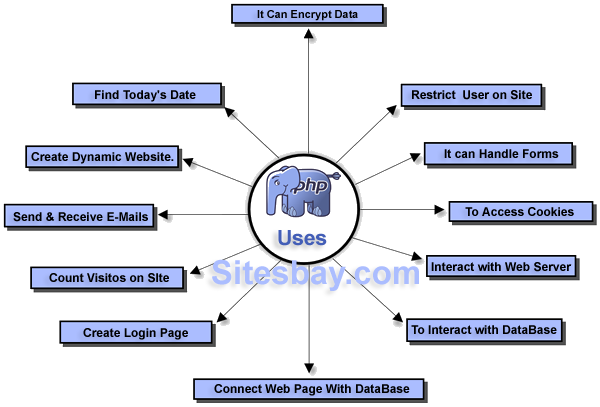 It Can Encrypt Data
Find Today's Date
Restrict User on Site
Create Dynamic Website.
It can Handle Forms
php
Send & Receive E-Mails
To Access Cookies
Uses
Interact with Web Server
Sitesbay.com
Count Visitos on SIte
Create Login Page
To Interact with DataBase
Connect Web Page With DataBase